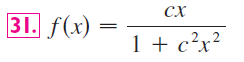 31. f(x) = cx / (1 + c²x²)